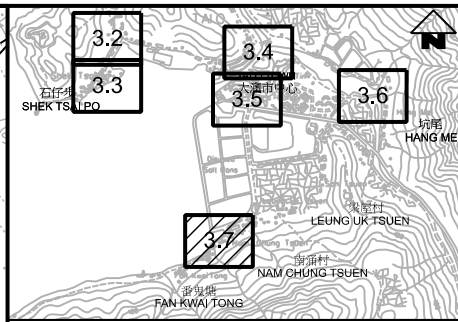 3.2
3.4
N
3.3
石仔埗
SHEK TSAI PO
大澳市中心
3.5
3.6
坑尾
HANG ME
梁屋村
LEUNG UK TSUEN
3.7
南涌村
NAM CHUNG TSUEN
番鬼塘
FAN KWAI TONG